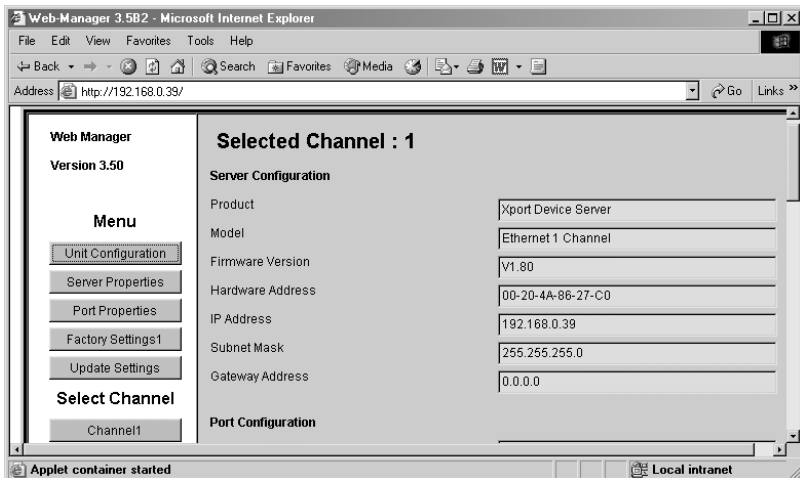 Web-Manager 3.5B2 - Microsoft Internet Explorer
File Edit View Favorites Tools Help
Back Search Favorites Media
Address http://192.168.0.39/ Go Links »
Web Manager
Version 3.50
Menu
Unit Configuration
Server Properties
Port Properties
Factory Settings1
Update Settings
Select Channel
Channel1
Selected Channel : 1
Server Configuration
Product Xport Device Server
Model Ethernet 1 Channel
Firmware Version V1.80
Hardware Address 00-20-4A-86-27-C0
IP Address 192.168.0.39
Subnet Mask 255.255.255.0
Gateway Address 0.0.0.0
Port Configuration
Applet container started Local intranet